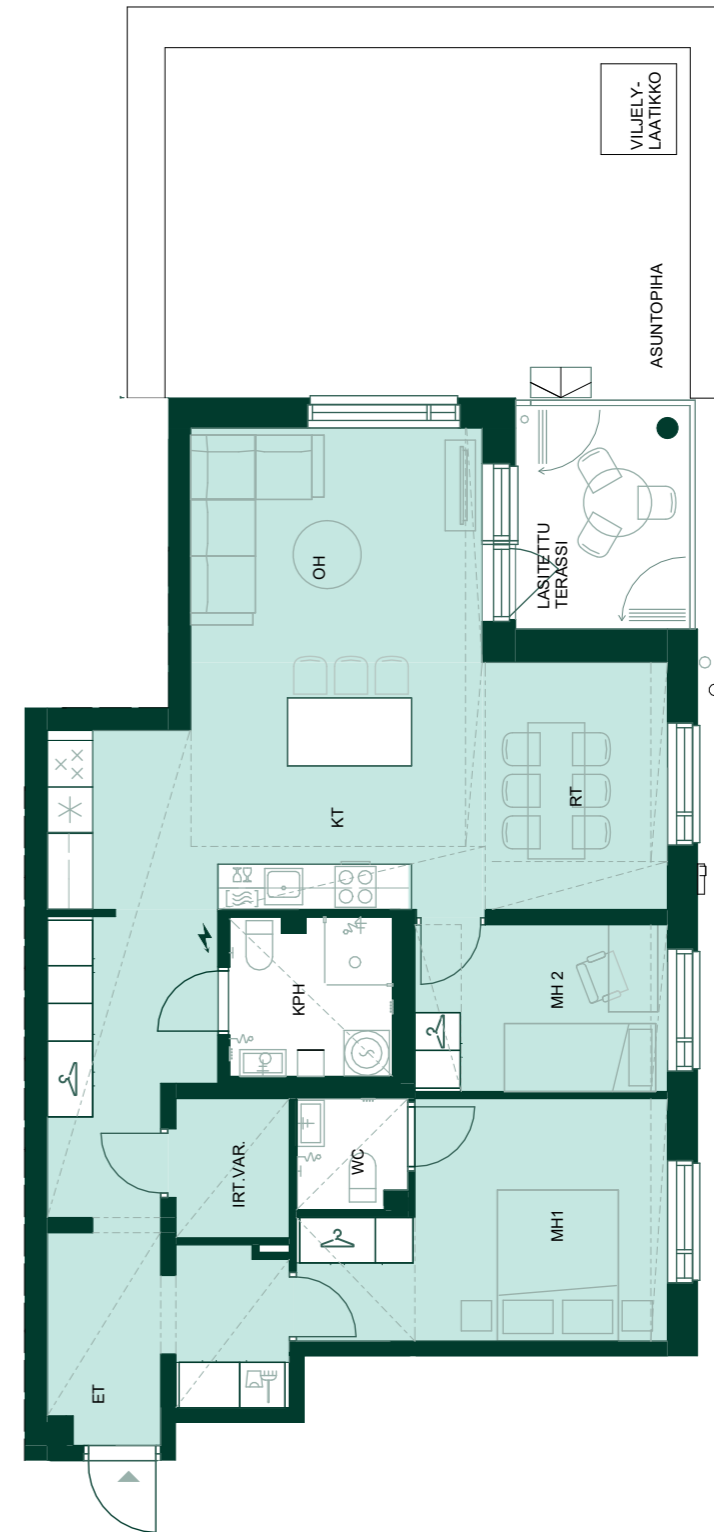 VILJELY-
LAATIKKO
ASUNTOPIHA
LASITETTU
TERASSI
OH
KT
RT
KPH
MH 2
IRT.VAR.
WC
MH1
ET